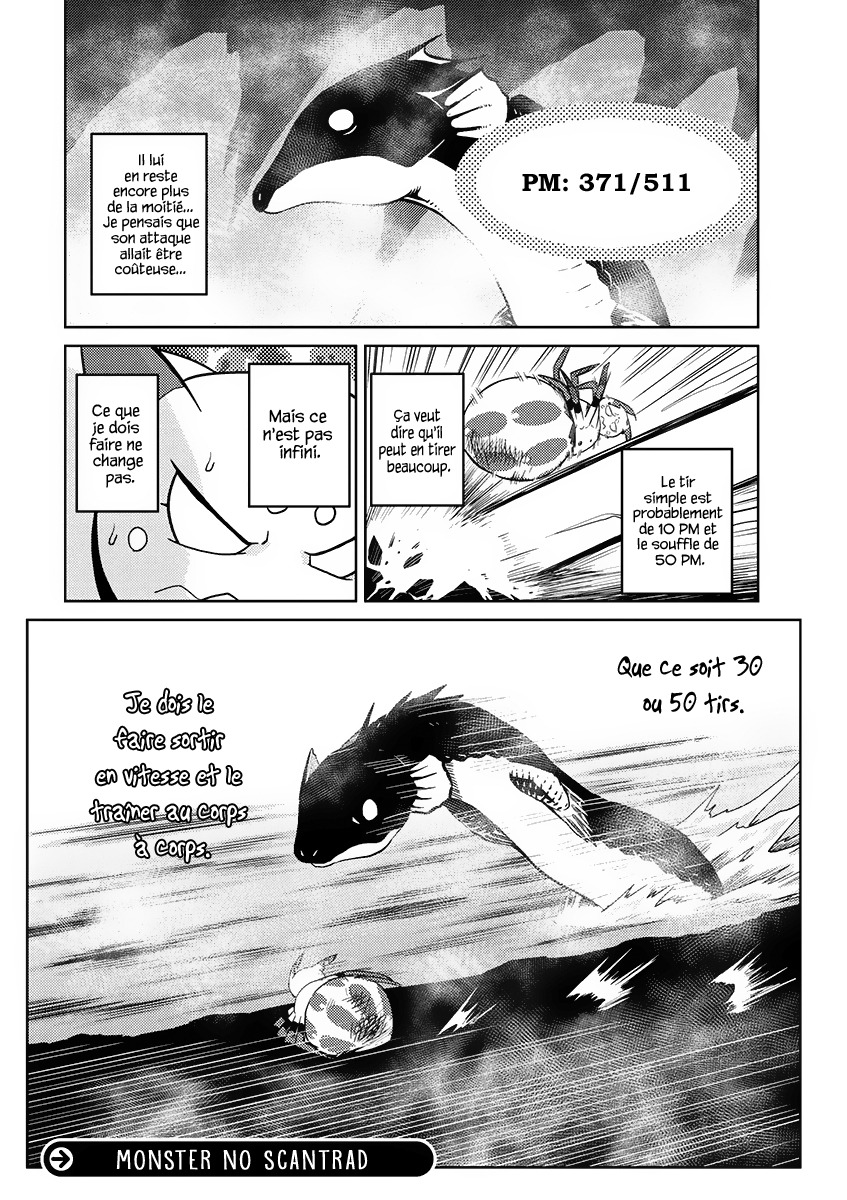 PM: 371/511
Il lui
en reste
encore plus
de la moitié...
Je pensais que
son attaque
allait être
coûteuse...
Le tir
simple est
probablement
de 10 PM et
le souffle de
50 PM.
Ça veut
dire qu'il
peut en tirer
beaucoup.
Mais ce
n'est pas
infini.
Ce que
je dois
faire ne
change
pas.
Que ce soit 30
ou 50 tirs.
Je dois le
faire sortir
en vitesse et le
traîner au corps
à corps.
MONSTER NO SCANTRAD